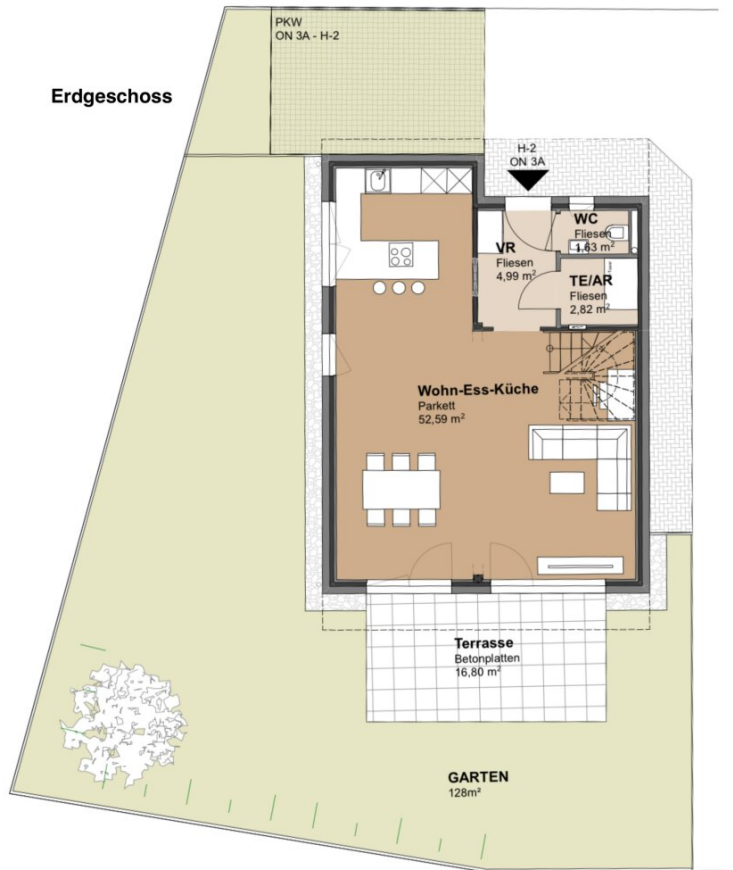 PKW
ON 3A - H-2
Erdgeschoss
H-2
ON 3A
WC
Fliesen
1,63 m²
VR
Fliesen
4,99 m²
TE/AR
Fliesen
2,82 m²
Wohn-Ess-Küche
Parkett
52,59 m²
Terrasse
Betonplatten
16,80 m²
GARTEN
128m²